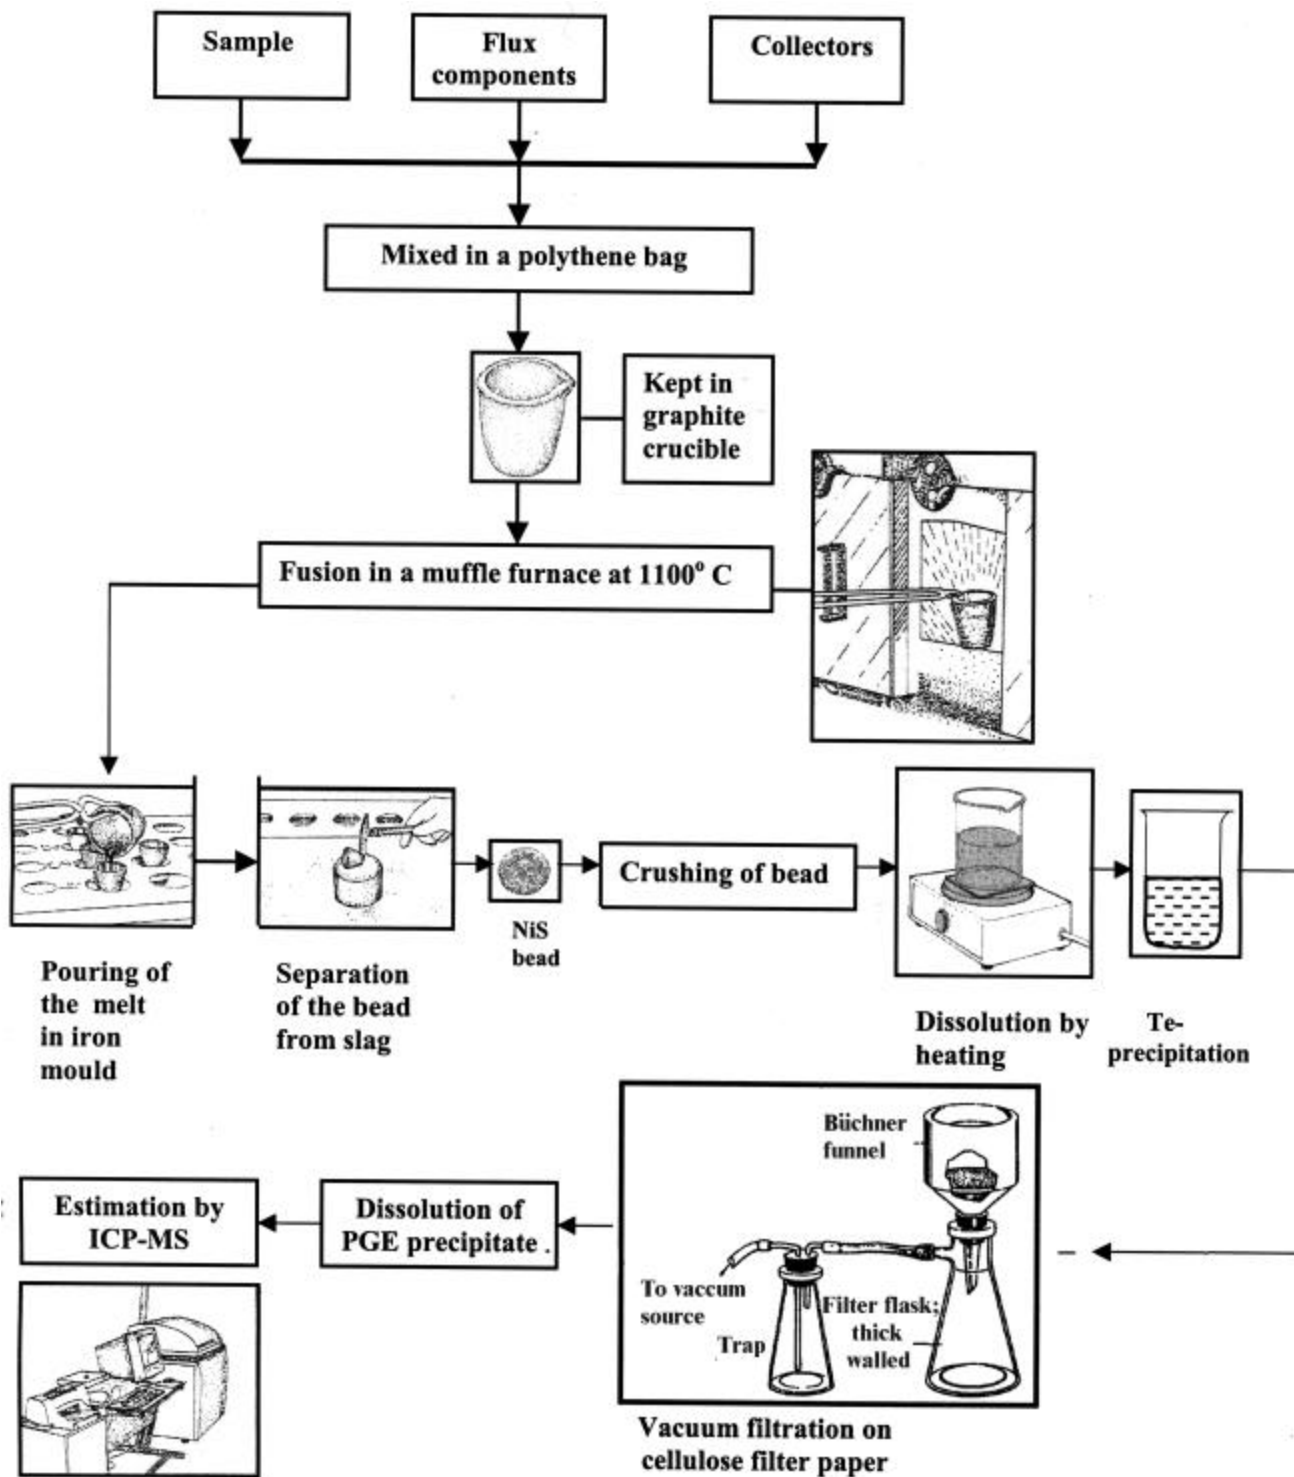 Sample
Flux
components
Collectors
Mixed in a polythene bag
Kept in
graphite
crucible
Fusion in a muffle furnace at 1100° C
Pouring of
the melt
in iron
mould
Separation
of the bead
from slag
NiS
bead
Crushing of bead
Dissolution by
heating
Te-
precipitation
Büchner
funnel
To vaccum
source
Trap
Filter flask;
thick
walled
Vacuum filtration on
cellulose filter paper
Dissolution of
PGE precipitate .
Estimation by
ICP-MS